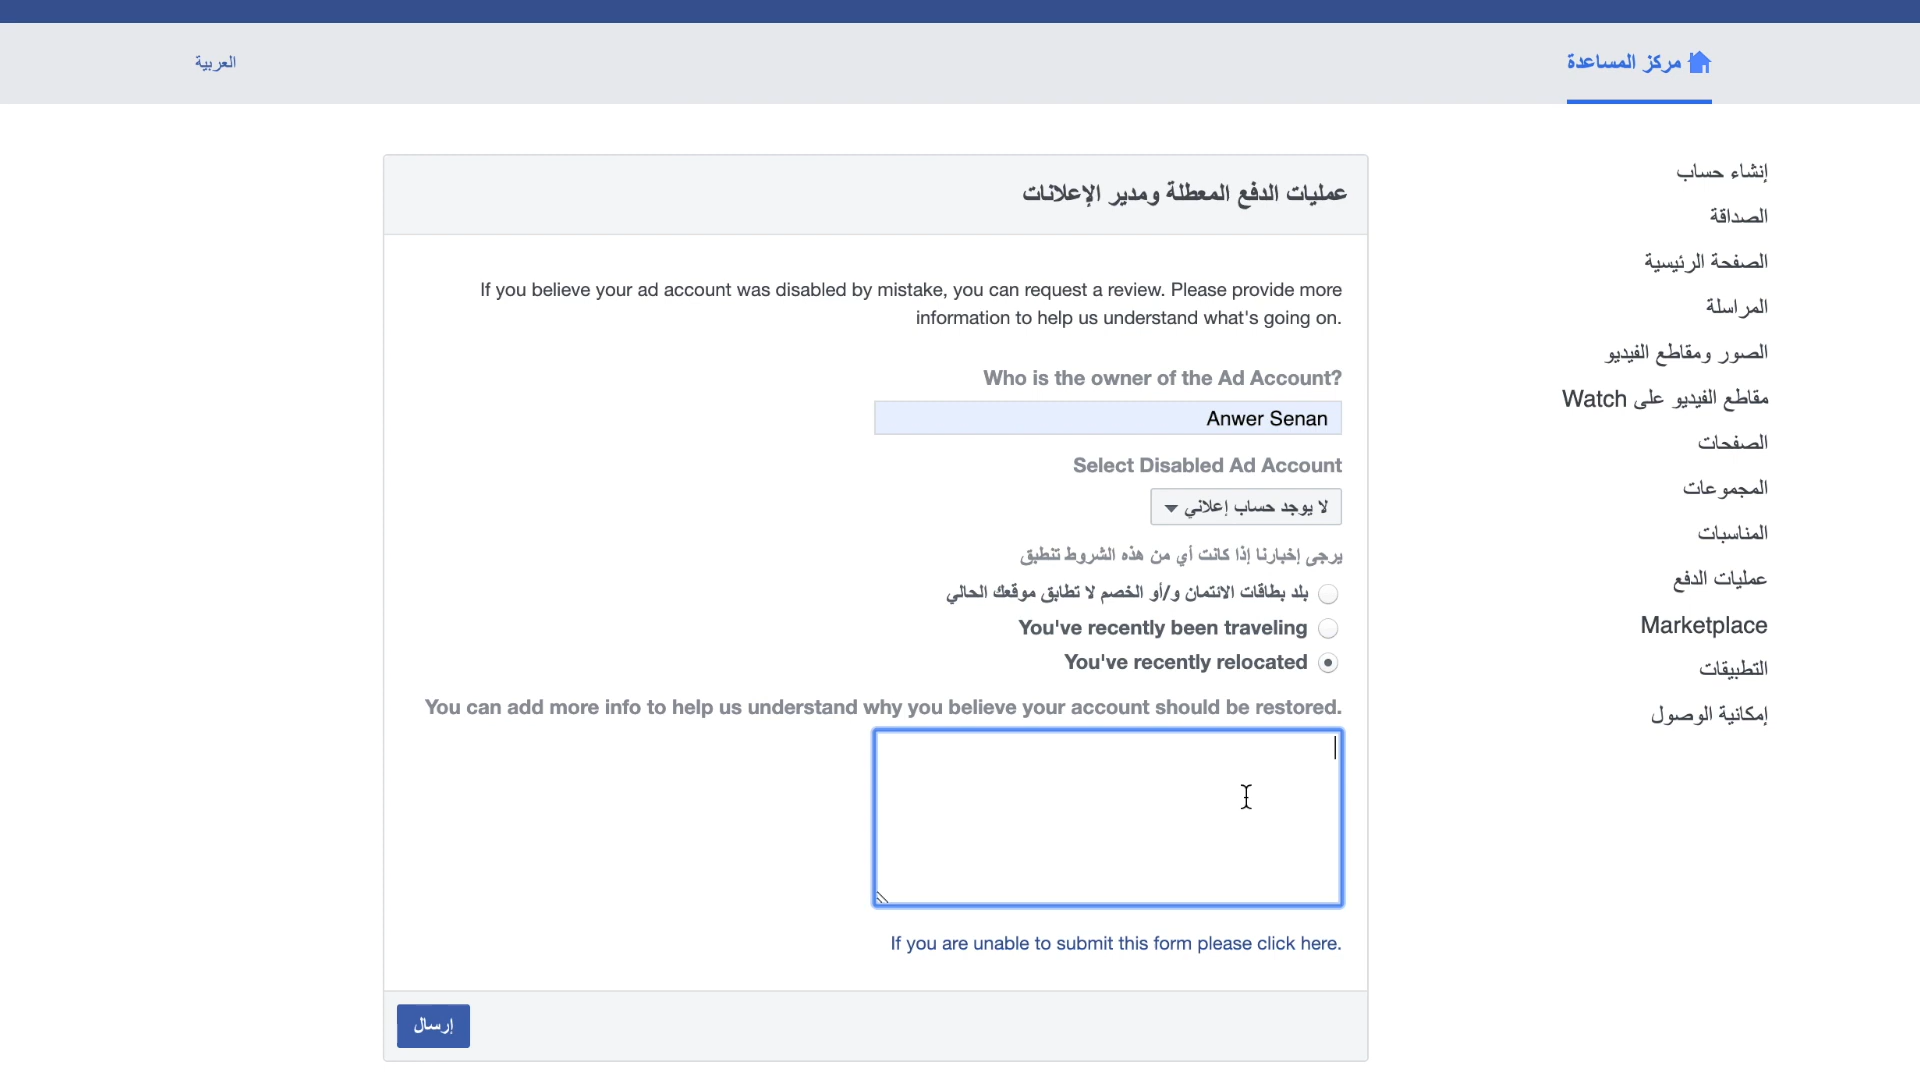 مركز المساعدة
العربية
إنشاء حساب
الصداقة
الصفحة الرئيسية
المراسلة
الصور ومقاطع الفيديو
مقاطع الفيديو على Watch
الصفحات
المجموعات
المناسبات
عمليات الدفع
Marketplace
التطبيقات
إمكانية الوصول
عمليات الدفع المعطلة ومدير الإعلانات
If you believe your ad account was disabled by mistake, you can request a review. Please provide more
information to help us understand what's going on.
Who is the owner of the Ad Account?
Anwer Senan
Select Disabled Ad Account
لا يوجد حساب إعلاني
يرجى إخبارنا إذا كانت أي من هذه الشروط تنطبق
بلد بطاقات الائتمان و/أو الخصم لا تطابق موقعك الحالي
You've recently been traveling
You've recently relocated
You can add more info to help us understand why you believe your account should be restored.
If you are unable to submit this form please click here.
إرسال